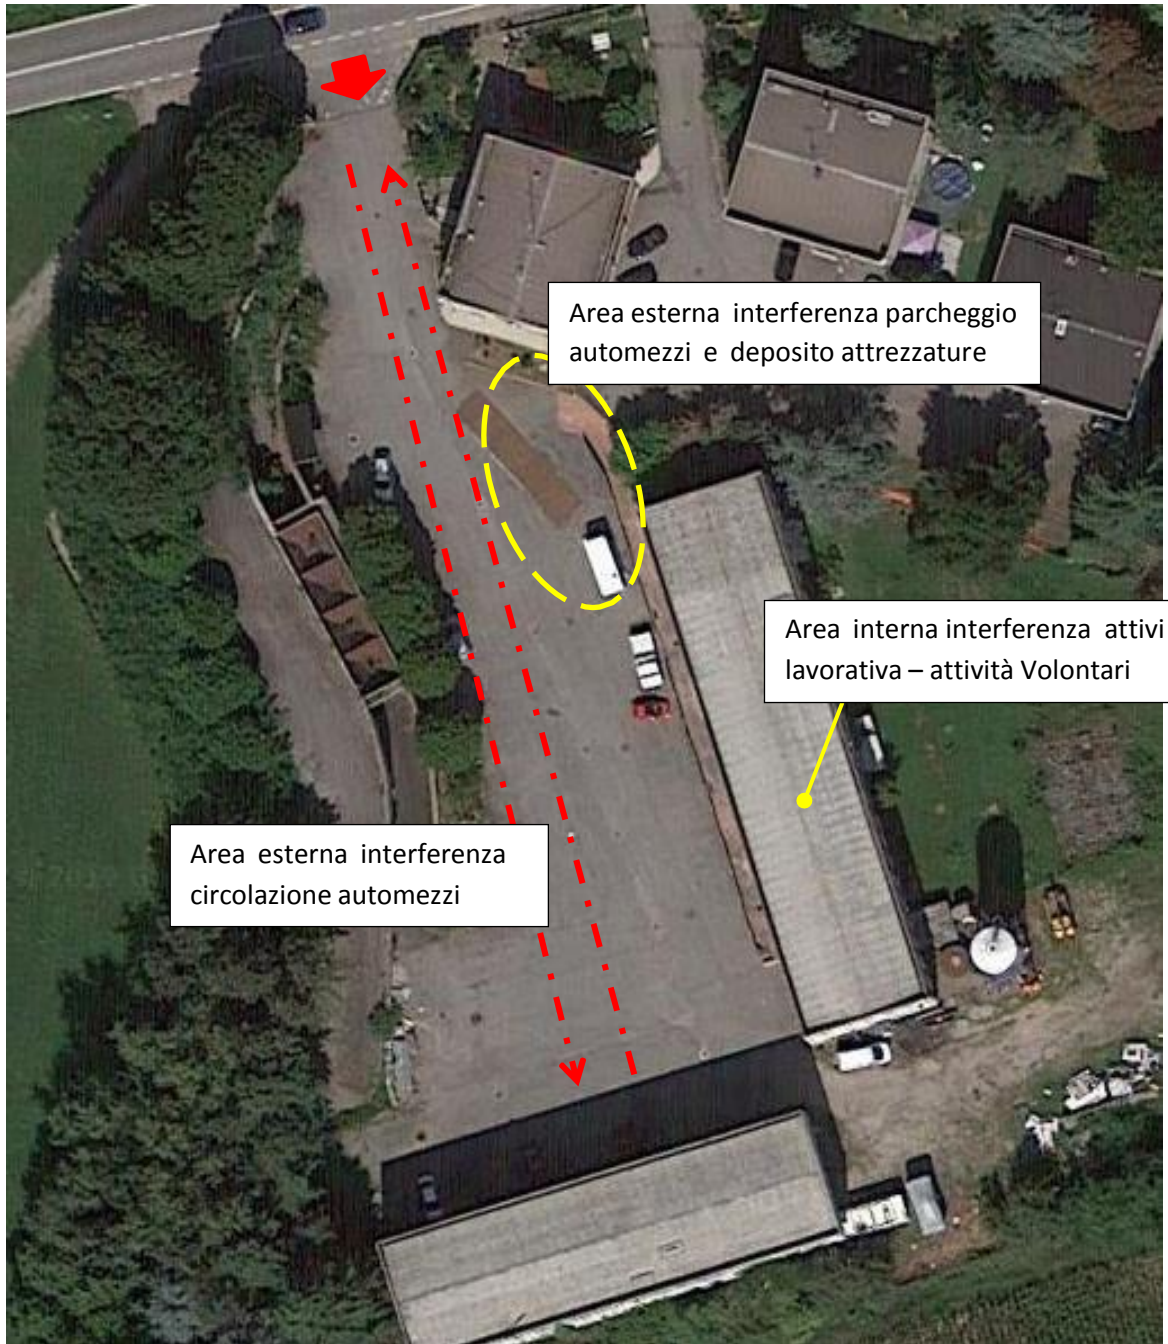 Area esterna interferenza parcheggio
automezzi e deposito attrezzature
Area interna interferenza attivi
lavorativa – attività Volontari
Area esterna interferenza
circolazione automezzi